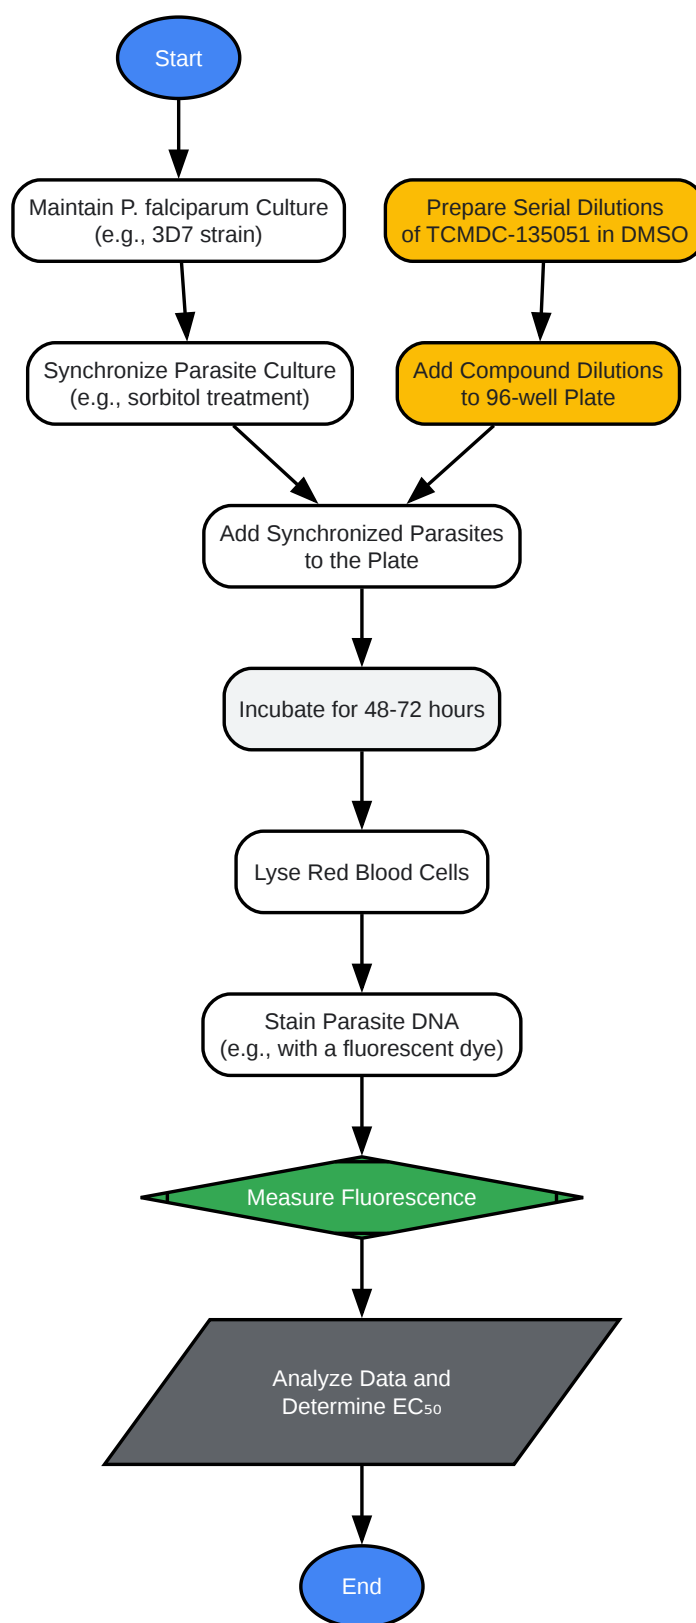 Start
Maintain P. falciparum Culture
(e.g., 3D7 strain)
Prepare Serial Dilutions
of TCMDC-135051 in DMSO
Synchronize Parasite Culture
(e.g., sorbitol treatment)
Add Compound Dilutions
to 96-well Plate
Add Synchronized Parasites
to the Plate
Incubate for 48-72 hours
Lyse Red Blood Cells
Stain Parasite DNA
(e.g., with a fluorescent dye)
Measure Fluorescence
Analyze Data and
Determine EC₅₀
End